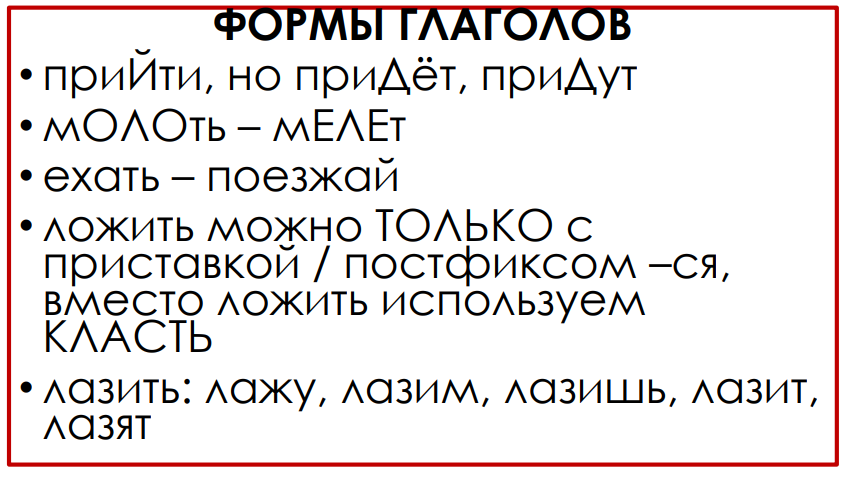 ФОРМЫ ГЛАГОЛОВ
• приЙти, но приДёт, приДут
• мОЛОть – мЕЛЕт
• ехать – поезжай
• ложить можно ТОЛЬКО с
приставкой / постфиксом –ся,
вместо ложить используем
КЛАСТЬ
• лазить: лажу, лазим, лазишь, лазит,
лазят